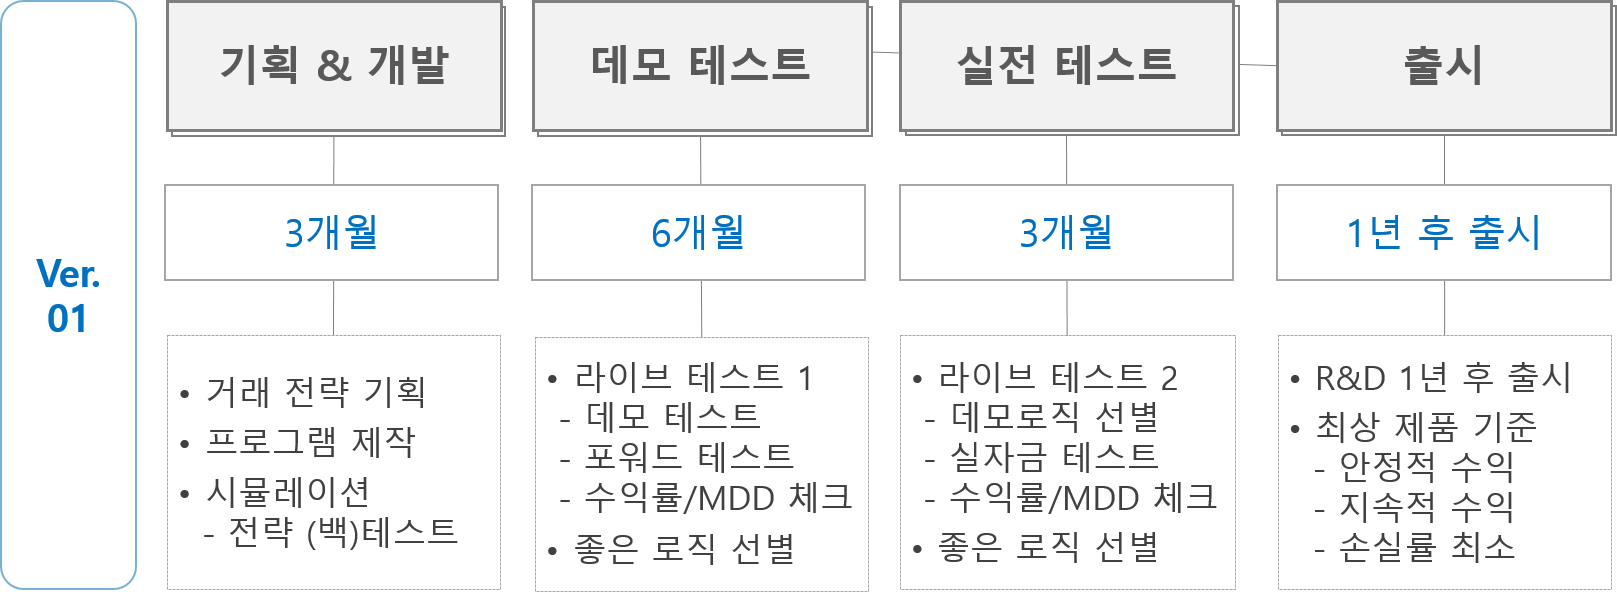 Ver.
01
기획 & 개발
3개월
• 거래 전략 기획
• 프로그램 제작
• 시뮬레이션
- 전략 (백)테스트
데모 테스트
6개월
• 라이브 테스트 1
- 데모 테스트
- 포워드 테스트
- 수익률/MDD 체크
• 좋은 로직 선별
실전 테스트
3개월
• 라이브 테스트 2
- 데모로직 선별
- 실자금 테스트
- 수익률/MDD 체크
• 좋은 로직 선별
출시
1년 후 출시
• R&D 1년 후 출시
• 최상 제품 기준
- 안정적 수익
- 지속적 수익
- 손실률 최소